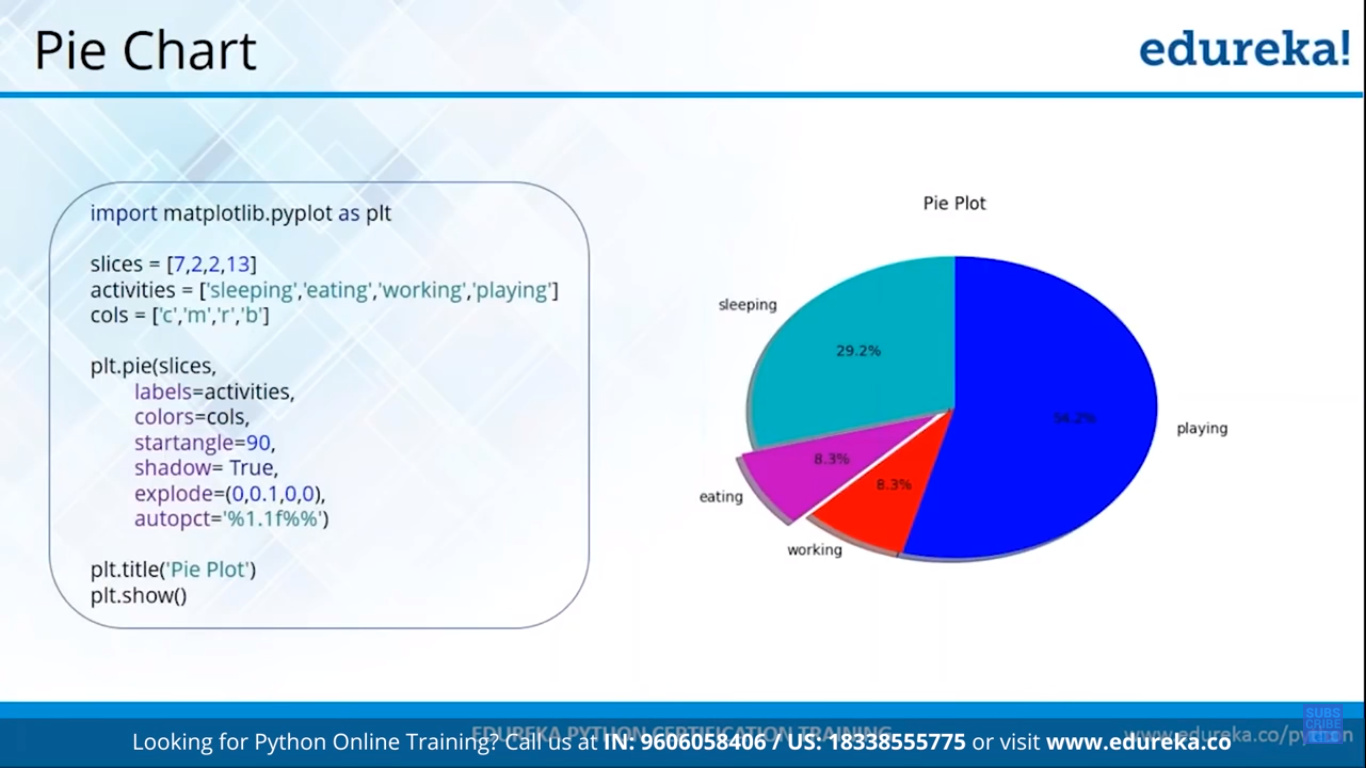 Pie Chart
edureka!
import matplotlib.pyplot as plt
slices = [7,2,2,13]
activities = ['sleeping','eating','working','playing']
cols = ['c','m','r','b']
plt.pie(slices,
labels=activities,
colors=cols,
startangle=90,
shadow= True,
explode=(0,0.1,0,0),
autopct='%1.1f%%')
plt.title('Pie Plot')
plt.show()
Pie Plot
sleeping
29.2%
54.2%
playing
8.3%
eating
8.3%
working
SUBS
CRIBE
EDUREKA PYTHON CERTIFICATION TRAINING
www.edureka.co/python
Looking for Python Online Training? Call us at IN: 9606058406 / US: 18338555775 or visit www.edureka.co